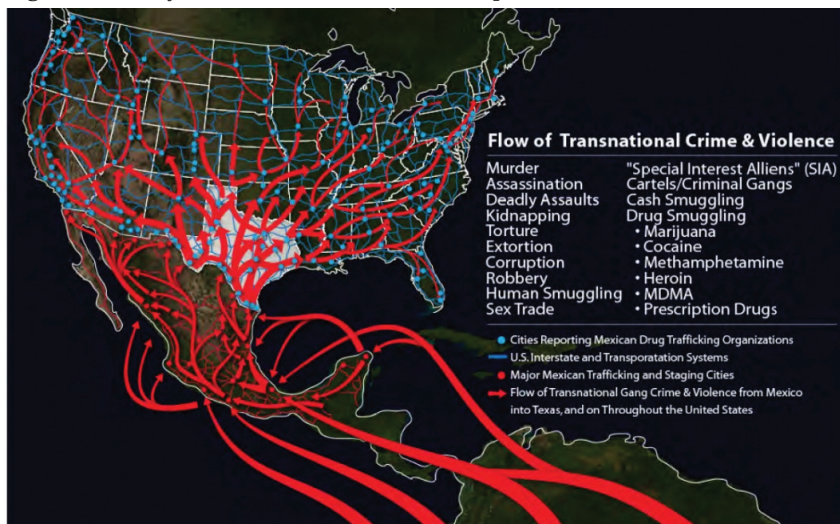 Flow of Transnational Crime & Violence
Murder
Assassination
Deadly Assaults
Kidnapping
Torture
Extortion
Corruption
Robbery
Human Smuggling
Sex Trade
"Special Interest Alliens" (SIA)
Cartels/Criminal Gangs
Cash Smuggling
Drug Smuggling
• Marijuana
• Cocaine
• Methamphetamine
• Heroin
• MDMA
• Prescription Drugs
Cities Reporting Mexican Drug Trafficking Organizations
U.S. Interstate and Transporatation Systems
Major Mexican Trafficking and Staging Cities
Flow of Transnational Gang Crime & Violence from Mexico
into Texas, and on Throughout the United States